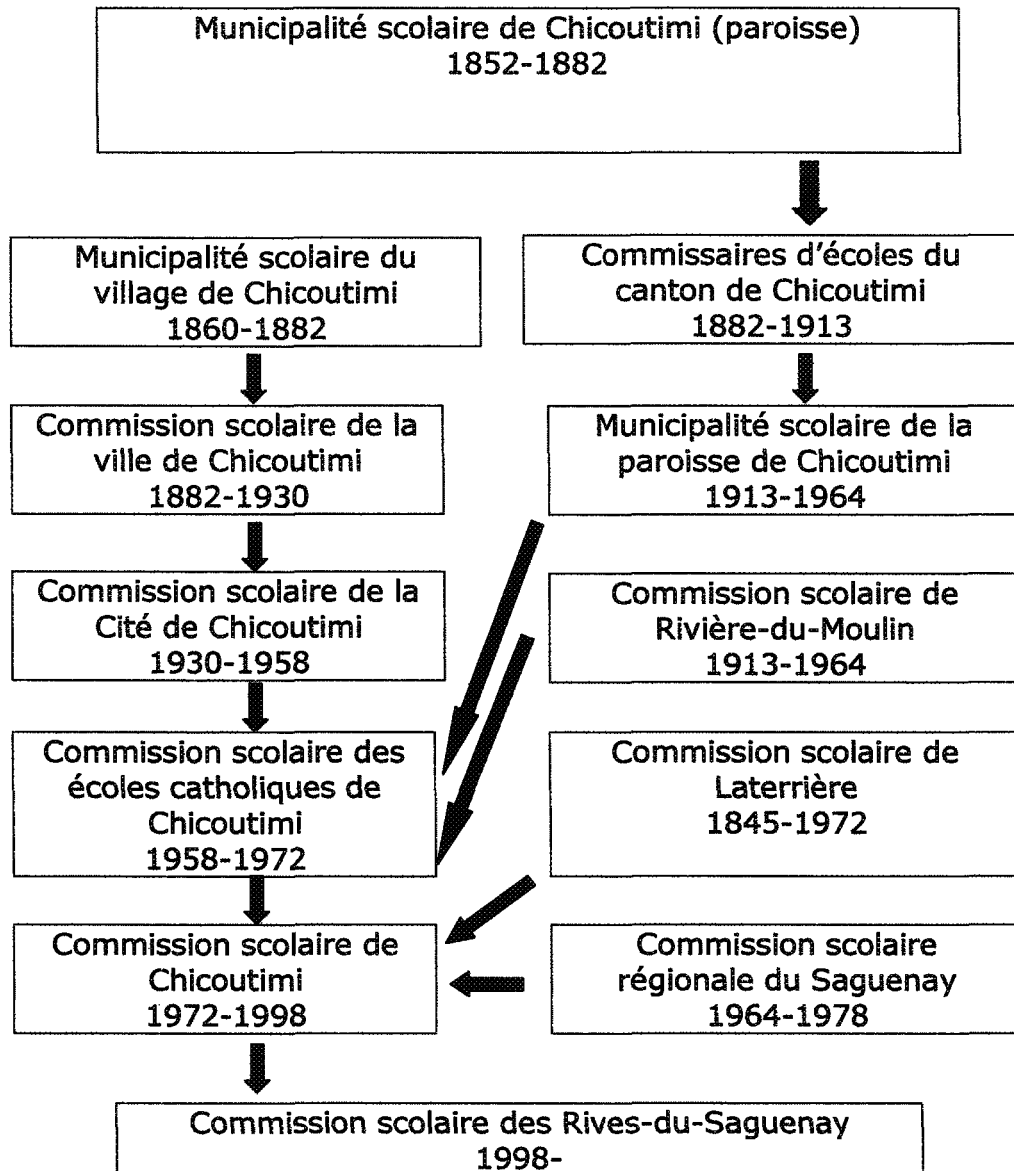 Municipalité scolaire de Chicoutimi (paroisse)
1852-1882
Municipalité scolaire du
village de Chicoutimi
1860-1882
Commissaires d'écoles du
canton de Chicoutimi
1882-1913
Commission scolaire de la
ville de Chicoutimi
1882-1930
Municipalité scolaire de la
paroisse de Chicoutimi
1913-1964
Commission scolaire de la
Cité de Chicoutimi
1930-1958
Commission scolaire de
Rivière-du-Moulin
1913-1964
Commission scolaire des
écoles catholiques de
Chicoutimi
1958-1972
Commission scolaire de
Laterrière
1845-1972
Commission scolaire de
Chicoutimi
1972-1998
Commission scolaire
régionale du Saguenay
1964-1978
Commission scolaire des Rives-du-Saguenay
1998-